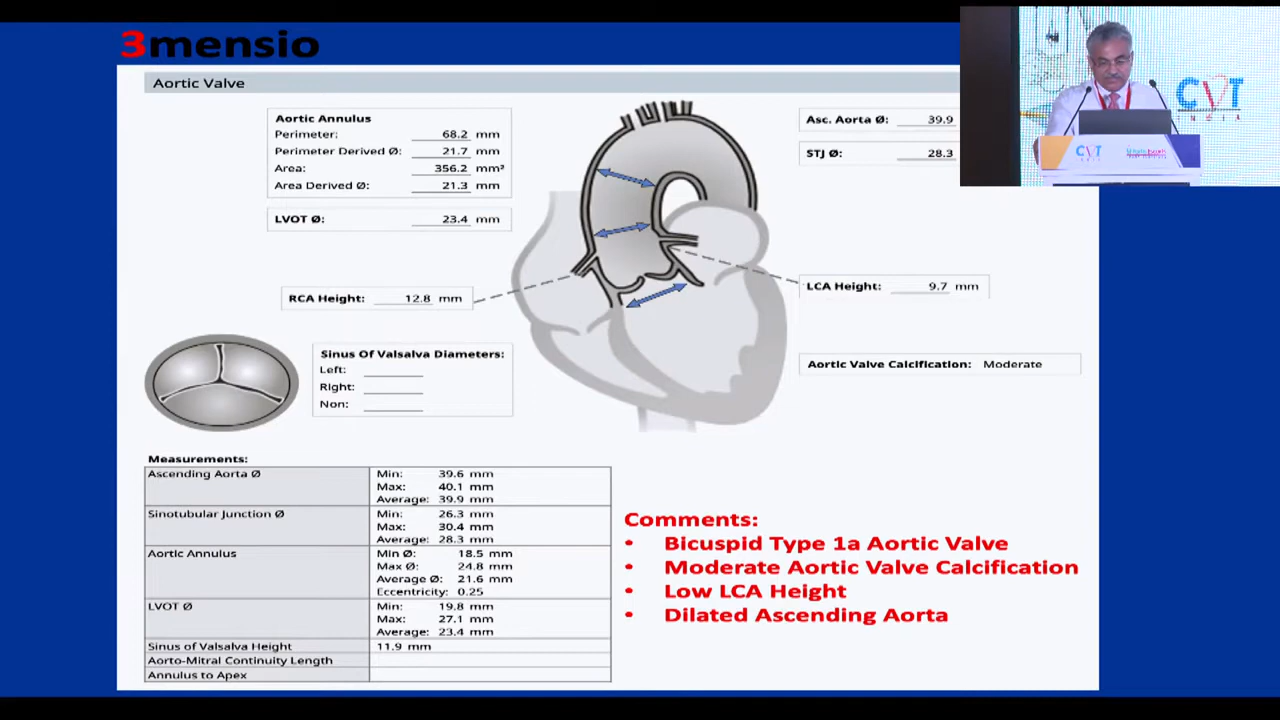 3mensio
Aortic Valve
Aortic Annulus
Perimeter: 68.2 mm
Perimeter Derived Ø: 21.7 mm
Area: 356.2 mm²
Area Derived Ø: 21.3 mm
LVOT Ø: 23.4 mm
Asc. Aorta Ø: 39.9
STJ Ø: 28.3
RCA Height: 12.8 mm
LCA Height: 9.7 mm
Sinus Of Valsalva Diameters:
Left:
Right:
Non:
Aortic Valve Calcification: Moderate
Measurements:
Ascending Aorta Ø Min: 39.6 mm
Max: 40.1 mm
Average: 39.9 mm
Sinotubular Junction Ø Min: 26.3 mm
Max: 30.4 mm
Average: 28.3 mm
Aortic Annulus Min Ø: 18.5 mm
Max Ø: 24.8 mm
Average Ø: 21.6 mm
Eccentricity: 0.25
LVOT Ø Min: 19.8 mm
Max: 27.1 mm
Average: 23.4 mm
Sinus of Valsalva Height 11.9 mm
Aorto-Mitral Continuity Length
Annulus to Apex
Comments:
• Bicuspid Type 1a Aortic Valve
• Moderate Aortic Valve Calcification
• Low LCA Height
• Dilated Ascending Aorta
CVT
INDIA
CVT